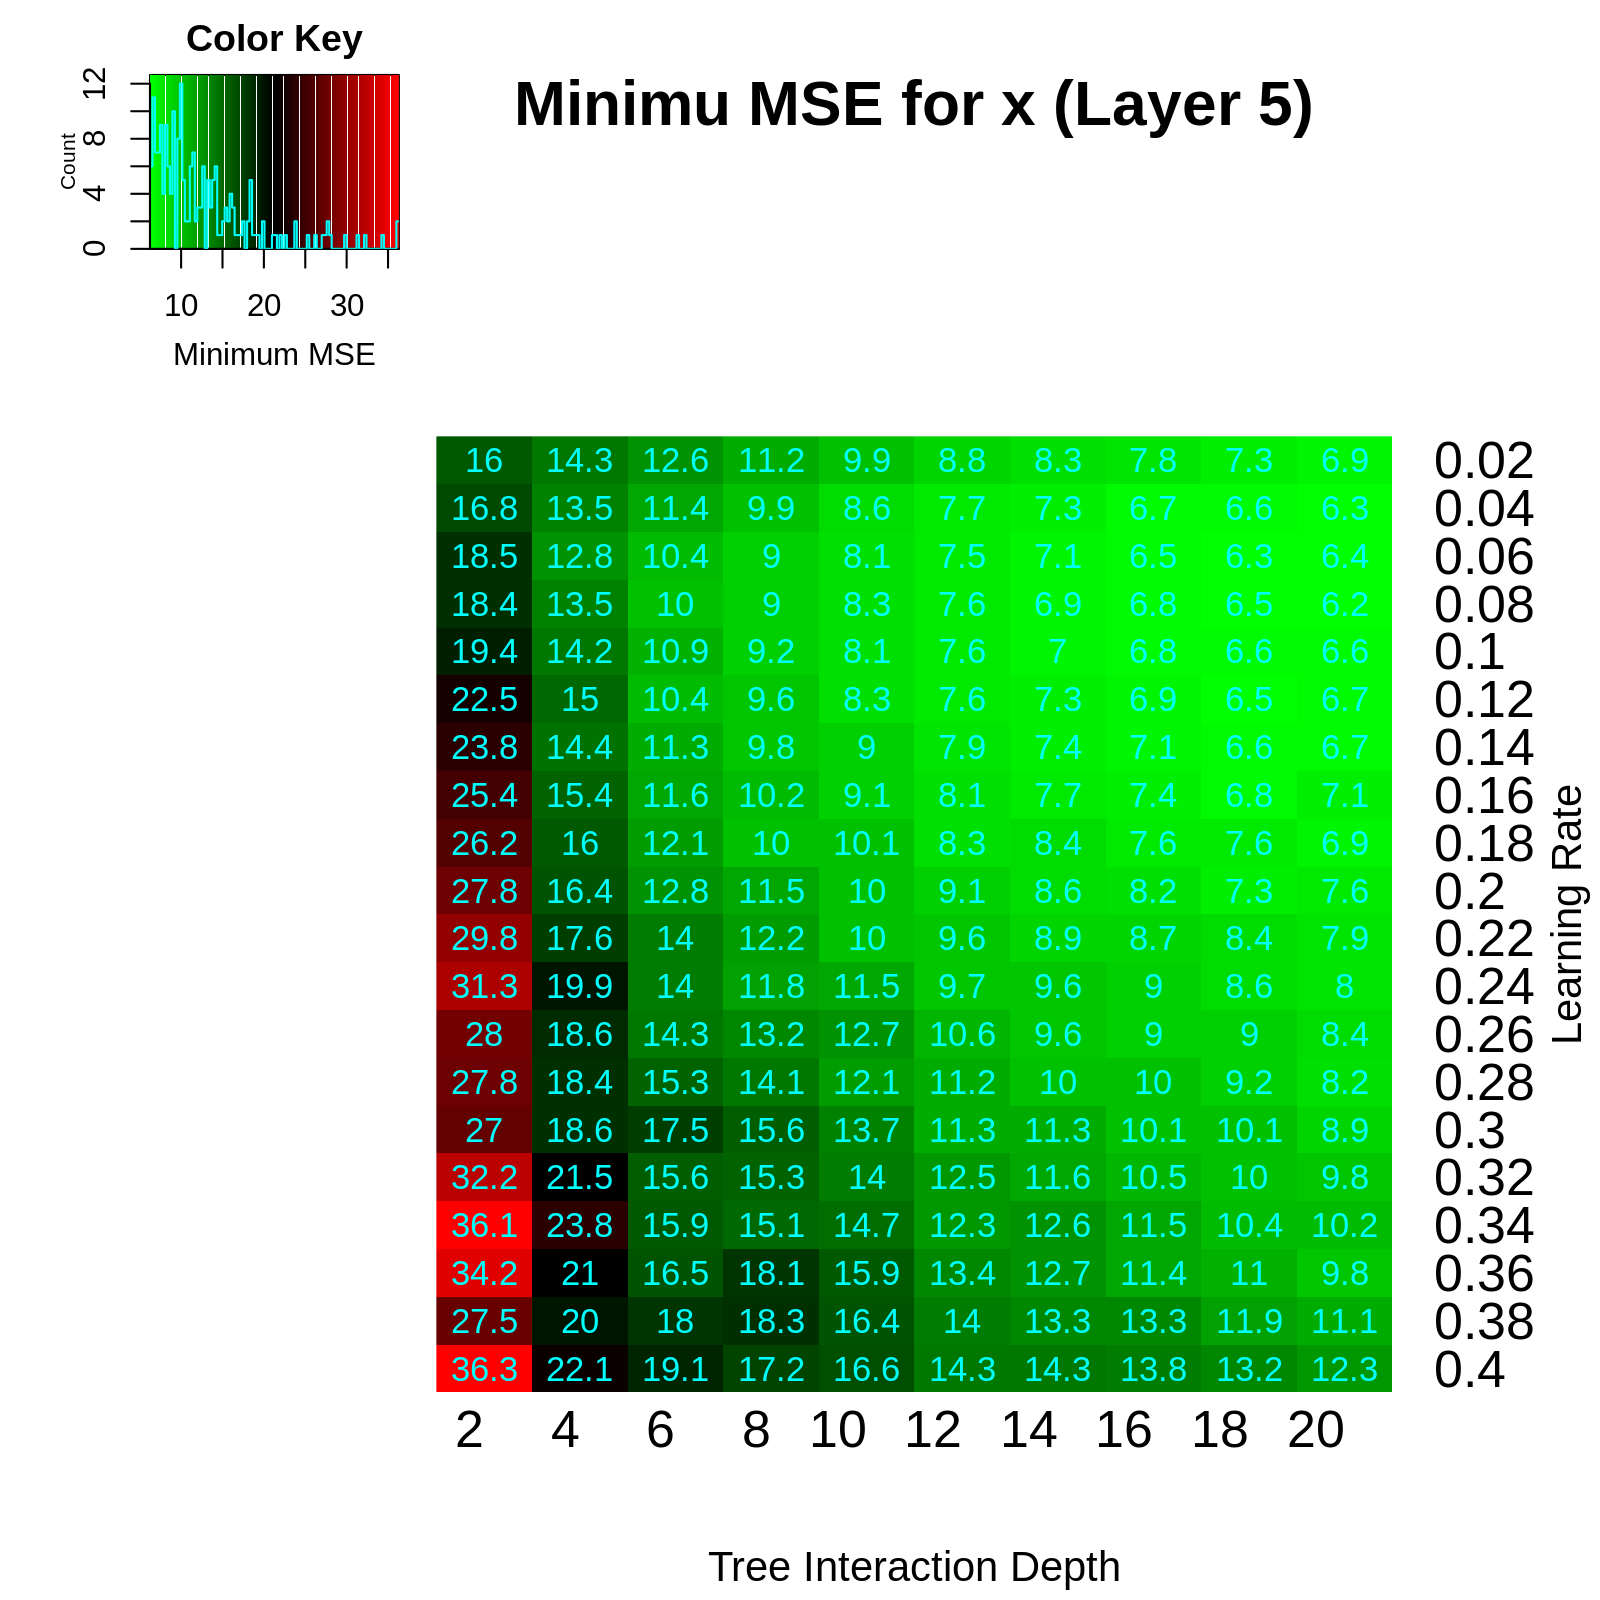 Color Key
Minimu MSE for x (Layer 5)
Count
0 4 8 12
10 20 30
Minimum MSE
16 14.3 12.6 11.2 9.9 8.8 8.3 7.8 7.3 6.9 0.02
16.8 13.5 11.4 9.9 8.6 7.7 7.3 6.7 6.6 6.3 0.04
18.5 12.8 10.4 9 8.1 7.5 7.1 6.5 6.3 6.4 0.06
18.4 13.5 10 9 8.3 7.6 6.9 6.8 6.5 6.2 0.08
19.4 14.2 10.9 9.2 8.1 7.6 7 6.8 6.6 6.6 0.1
22.5 15 10.4 9.6 8.3 7.6 7.3 6.9 6.5 6.7 0.12
23.8 14.4 11.3 9.8 9 7.9 7.4 7.1 6.6 6.7 0.14
25.4 15.4 11.6 10.2 9.1 8.1 7.7 7.4 6.8 7.1 0.16
26.2 16 12.1 10 10.1 8.3 8.4 7.6 7.6 6.9 0.18
27.8 16.4 12.8 11.5 10 9.1 8.6 8.2 7.3 7.6 0.2
29.8 17.6 14 12.2 10 9.6 8.9 8.7 8.4 7.9 0.22
31.3 19.9 14 11.8 11.5 9.7 9.6 9 8.6 8 0.24
28 18.6 14.3 13.2 12.7 10.6 9.6 9 9 8.4 0.26
27.8 18.4 15.3 14.1 12.1 11.2 10 10 9.2 8.2 0.28
27 18.6 17.5 15.6 13.7 11.3 11.3 10.1 10.1 8.9 0.3
32.2 21.5 15.6 15.3 14 12.5 11.6 10.5 10 9.8 0.32
36.1 23.8 15.9 15.1 14.7 12.3 12.6 11.5 10.4 10.2 0.34
34.2 21 16.5 18.1 15.9 13.4 12.7 11.4 11 9.8 0.36
27.5 20 18 18.3 16.4 14 13.3 13.3 11.9 11.1 0.38
36.3 22.1 19.1 17.2 16.6 14.3 14.3 13.8 13.2 12.3 0.4
Learning Rate
2 4 6 8 10 12 14 16 18 20
Tree Interaction Depth